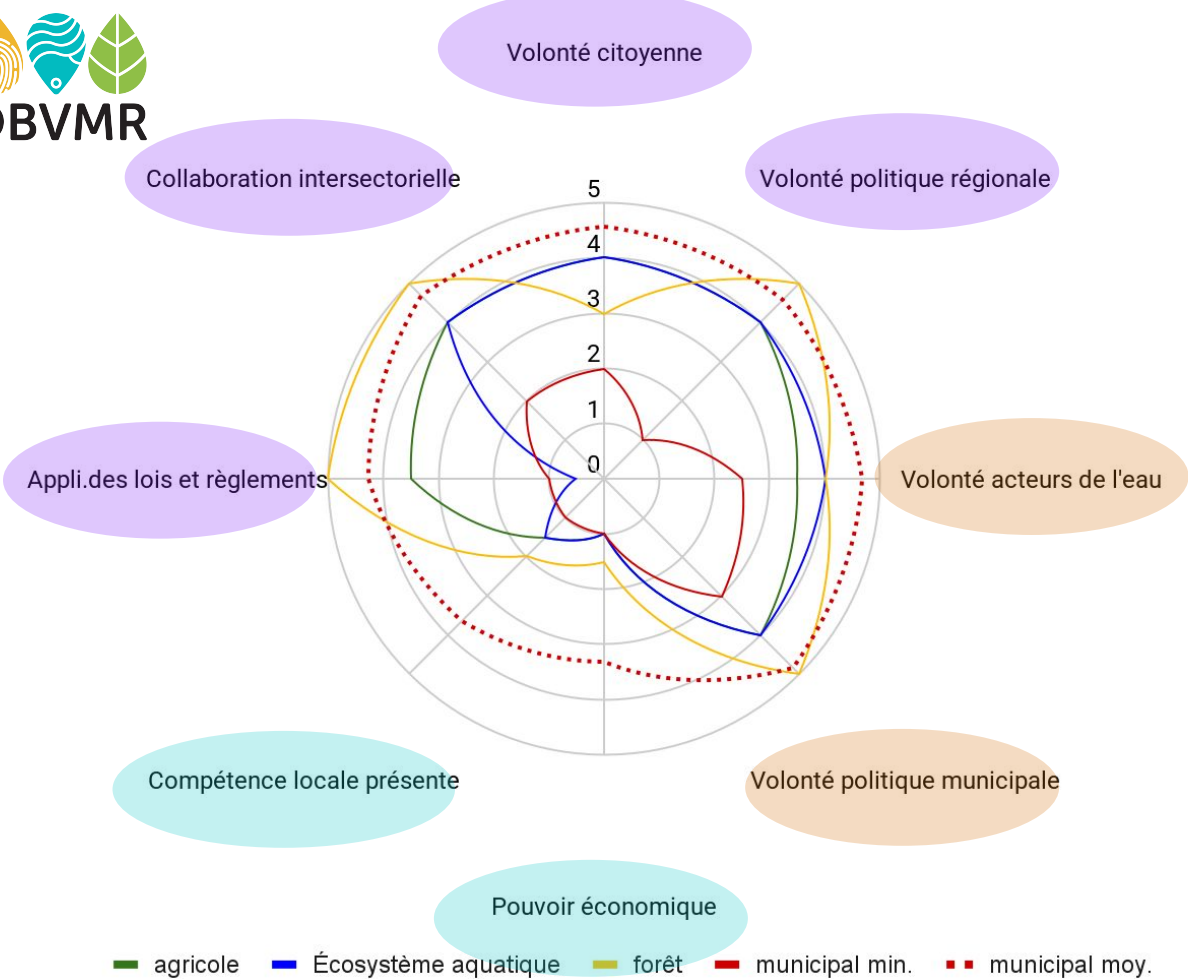 Volonté citoyenne
BVMR
Collaboration intersectorielle
Volonté politique régionale
5
4
3
2
1
0
Appli.des lois et règlements
Volonté acteurs de l'eau
Compétence locale présente
Volonté politique municipale
Pouvoir économique
agricole Écosystème aquatique forêt municipal min. municipal moy.